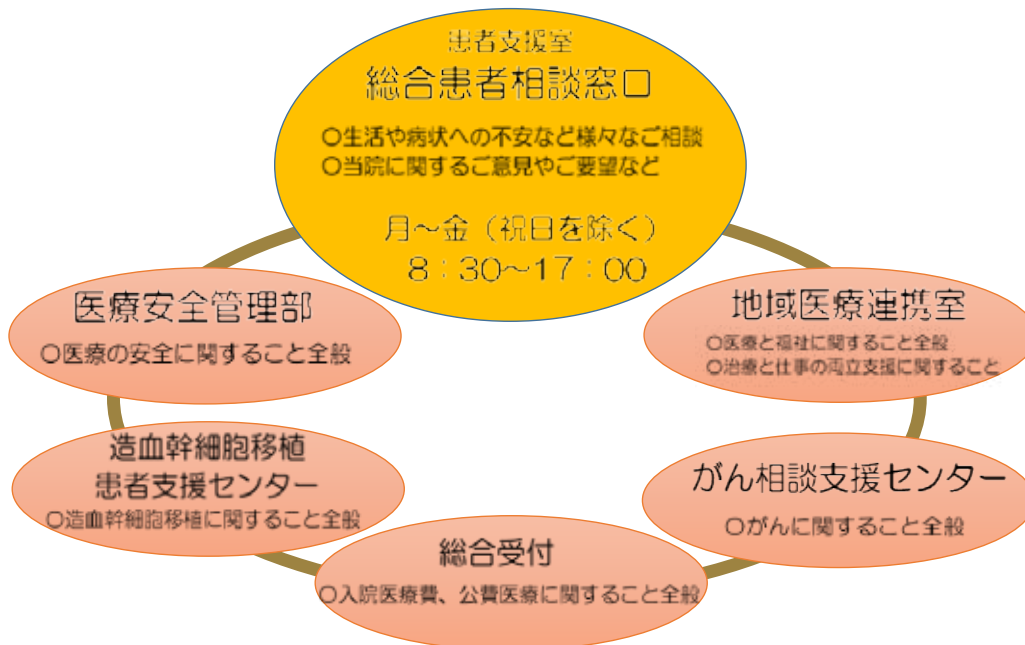 患者支援室
総合患者相談窓口
○生活や病状への不安など様々なご相談
○当院に関するご意見やご要望など
月～金（祝日を除く）
8：30～17：00
医療安全管理部
○医療の安全に関すること全般
地域医療連携室
○医療と福祉に関すること全般
○治療と仕事の両立支援に関すること
造血幹細胞移植
患者支援センター
○造血幹細胞移植に関すること全般
がん相談支援センター
○がんに関すること全般
総合受付
○入院医療費、公費医療に関すること全般